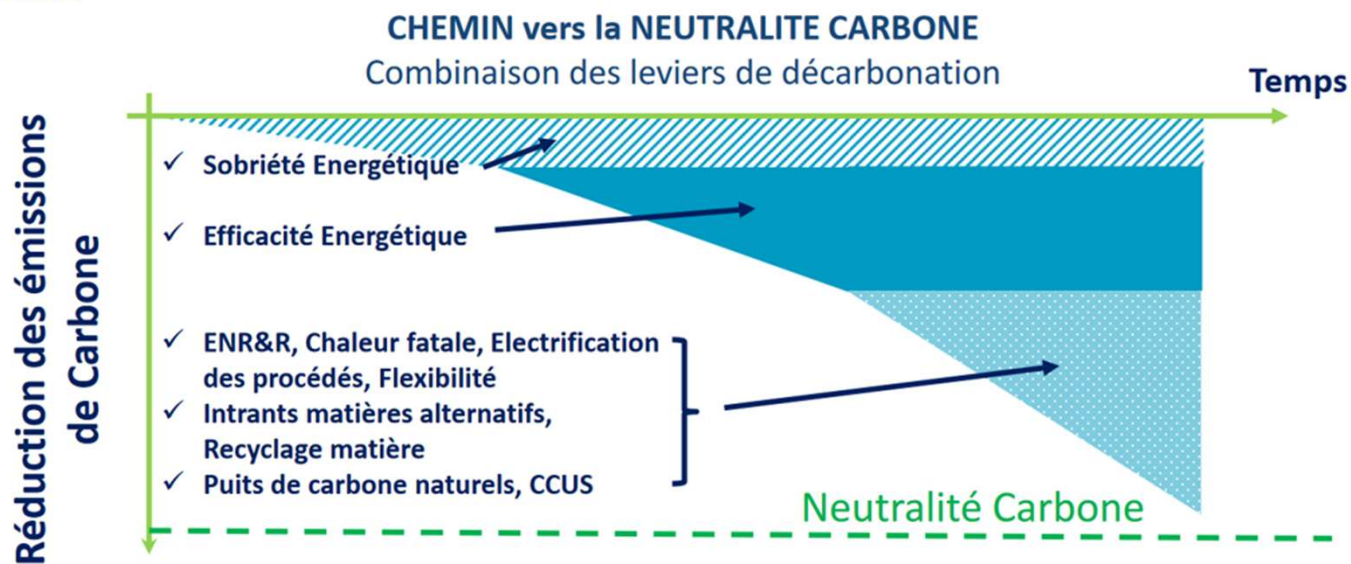 CHEMIN vers la NEUTRALITE CARBONE
Combinaison des leviers de décarbonation
Temps
Réduction des émissions
de Carbone
✓ Sobriété Energétique
✓ Efficacité Energétique
✓ ENR&R, Chaleur fatale, Electrification
des procédés, Flexibilité
✓ Intrants matières alternatifs,
Recyclage matière
✓ Puits de carbone naturels, CCUS
Neutralité Carbone